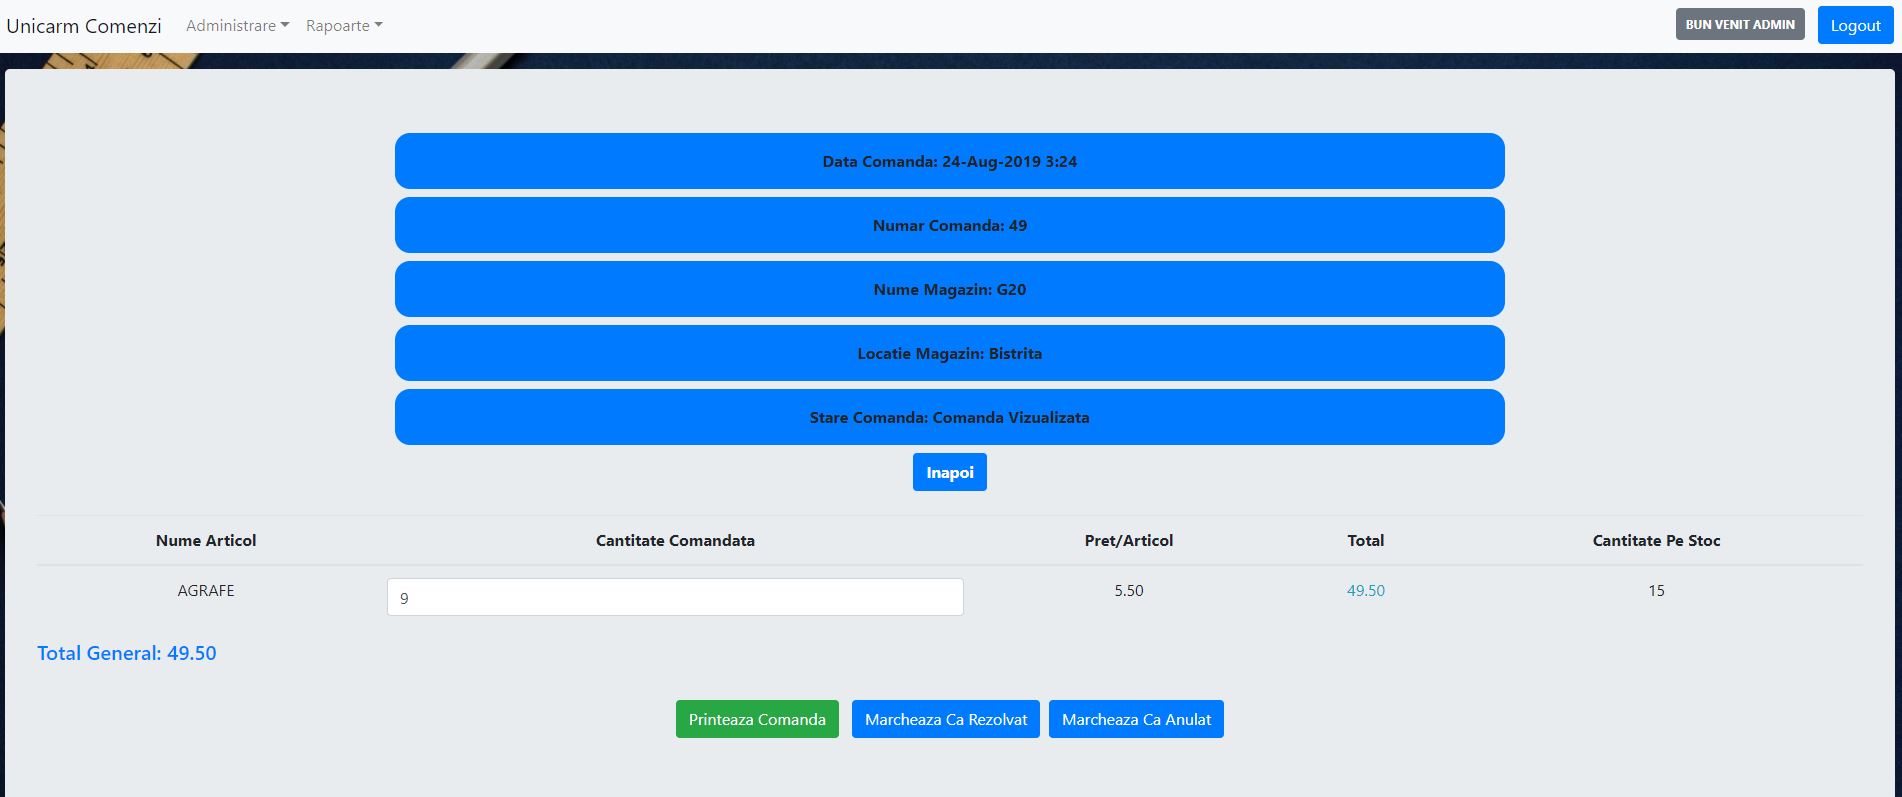 Unicarm Comenzi Administrare Rapoarte BUN VENIT ADMIN Logout
Data Comanda: 24-Aug-2019 3:24
Numar Comanda: 49
Nume Magazin: G20
Locatie Magazin: Bistrita
Stare Comanda: Comanda Vizualizata
Inapoi
Nume Articol Cantitate Comandata Pret/Articol Total Cantitate Pe Stoc
AGRAFE 9 5.50 49.50 15
Total General: 49.50
Printeaza Comanda Marcheaza Ca Rezolvat Marcheaza Ca Anulat